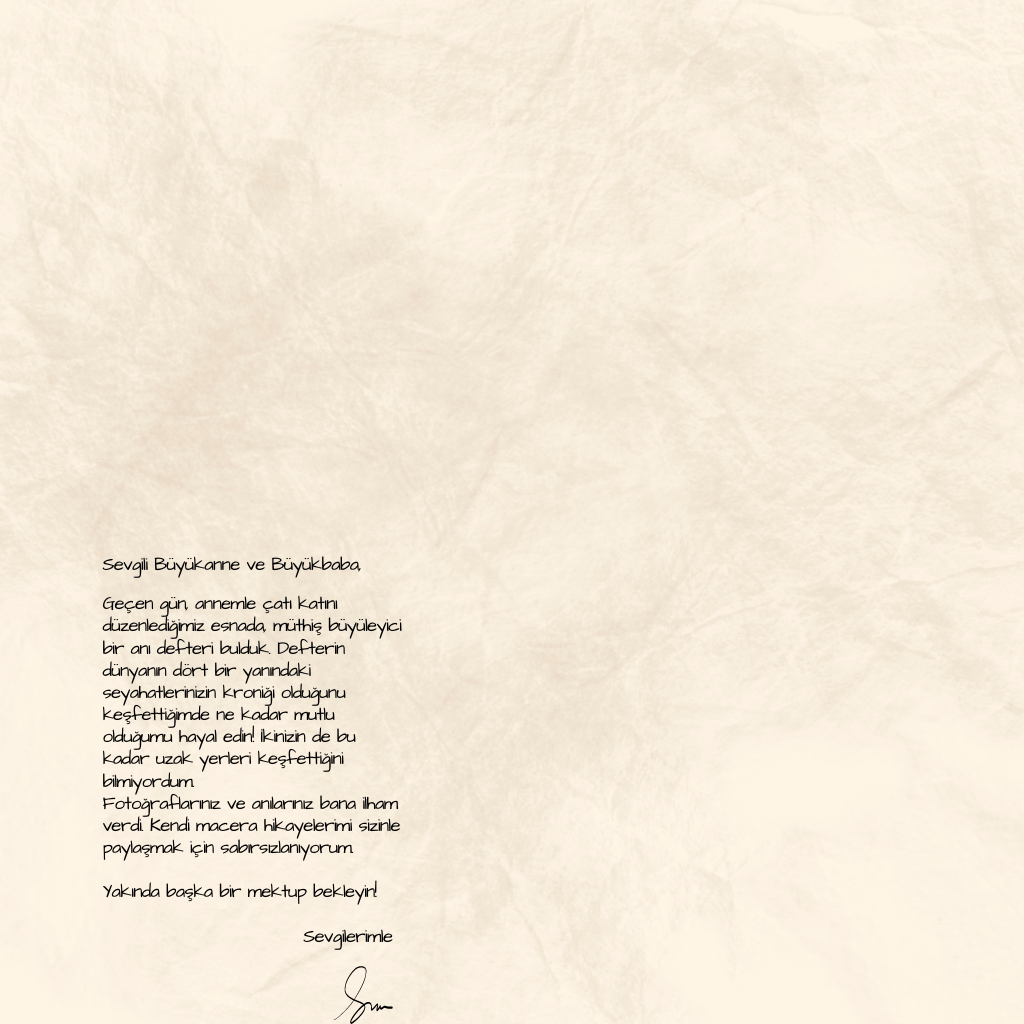 Sevgili Büyükanne ve Büyükbaba,
Geçen gün, annemle çatı katını
düzenlediğimiz esnada, müthiş büyüleyici
bir anı defteri bulduk. Defterin
dünyanın dört bir yanındaki
seyahatlerinizin kroniği olduğunu
keşfettiğimde ne kadar mutlu
olduğumu hayal edin! İkinizin de bu
kadar uzak yerleri keşfettiğini
bilmiyordum.
Fotoğraflarınız ve anılarınız bana ilham
verdi. Kendi macera hikayelerimi sizinle
paylaşmak için sabırsızlanıyorum.
Yakında başka bir mektup bekleyin!
Sevgilerimle